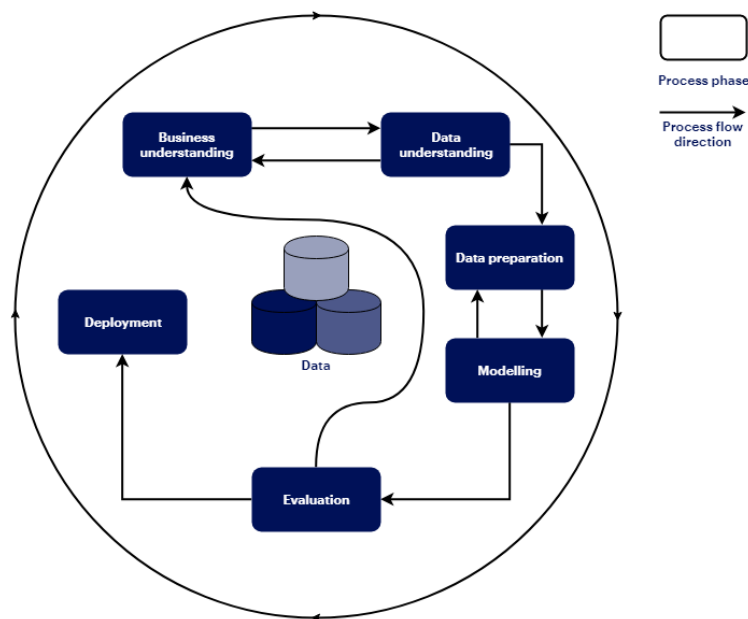 Business
understanding
Data
understanding
Data preparation
Modelling
Evaluation
Deployment
Data
Process phase
Process flow
direction